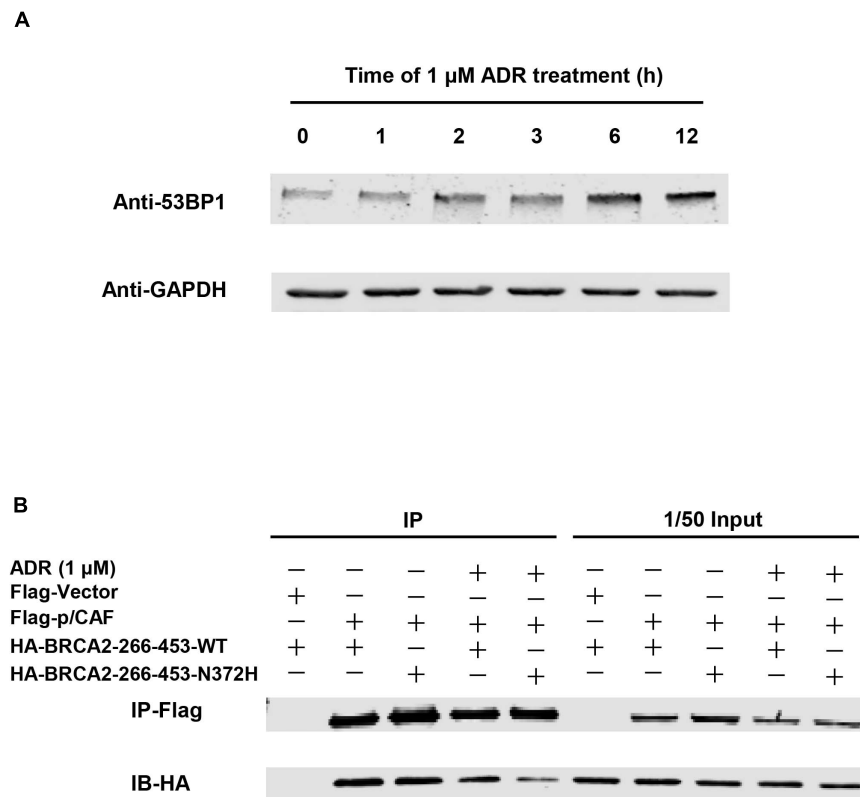 A
Time of 1 µM ADR treatment (h)
0 1 2 3 6 12
Anti-53BP1
Anti-GAPDH
B
IP 1/50 Input
ADR (1 µM) − − − + + − − − + +
Flag-Vector + − − − − + − − − −
Flag-p/CAF − + + + + − + + + +
HA-BRCA2-266-453-WT + + − + − + + − + −
HA-BRCA2-266-453-N372H − − + − + − − + − +
IP-Flag
IB-HA